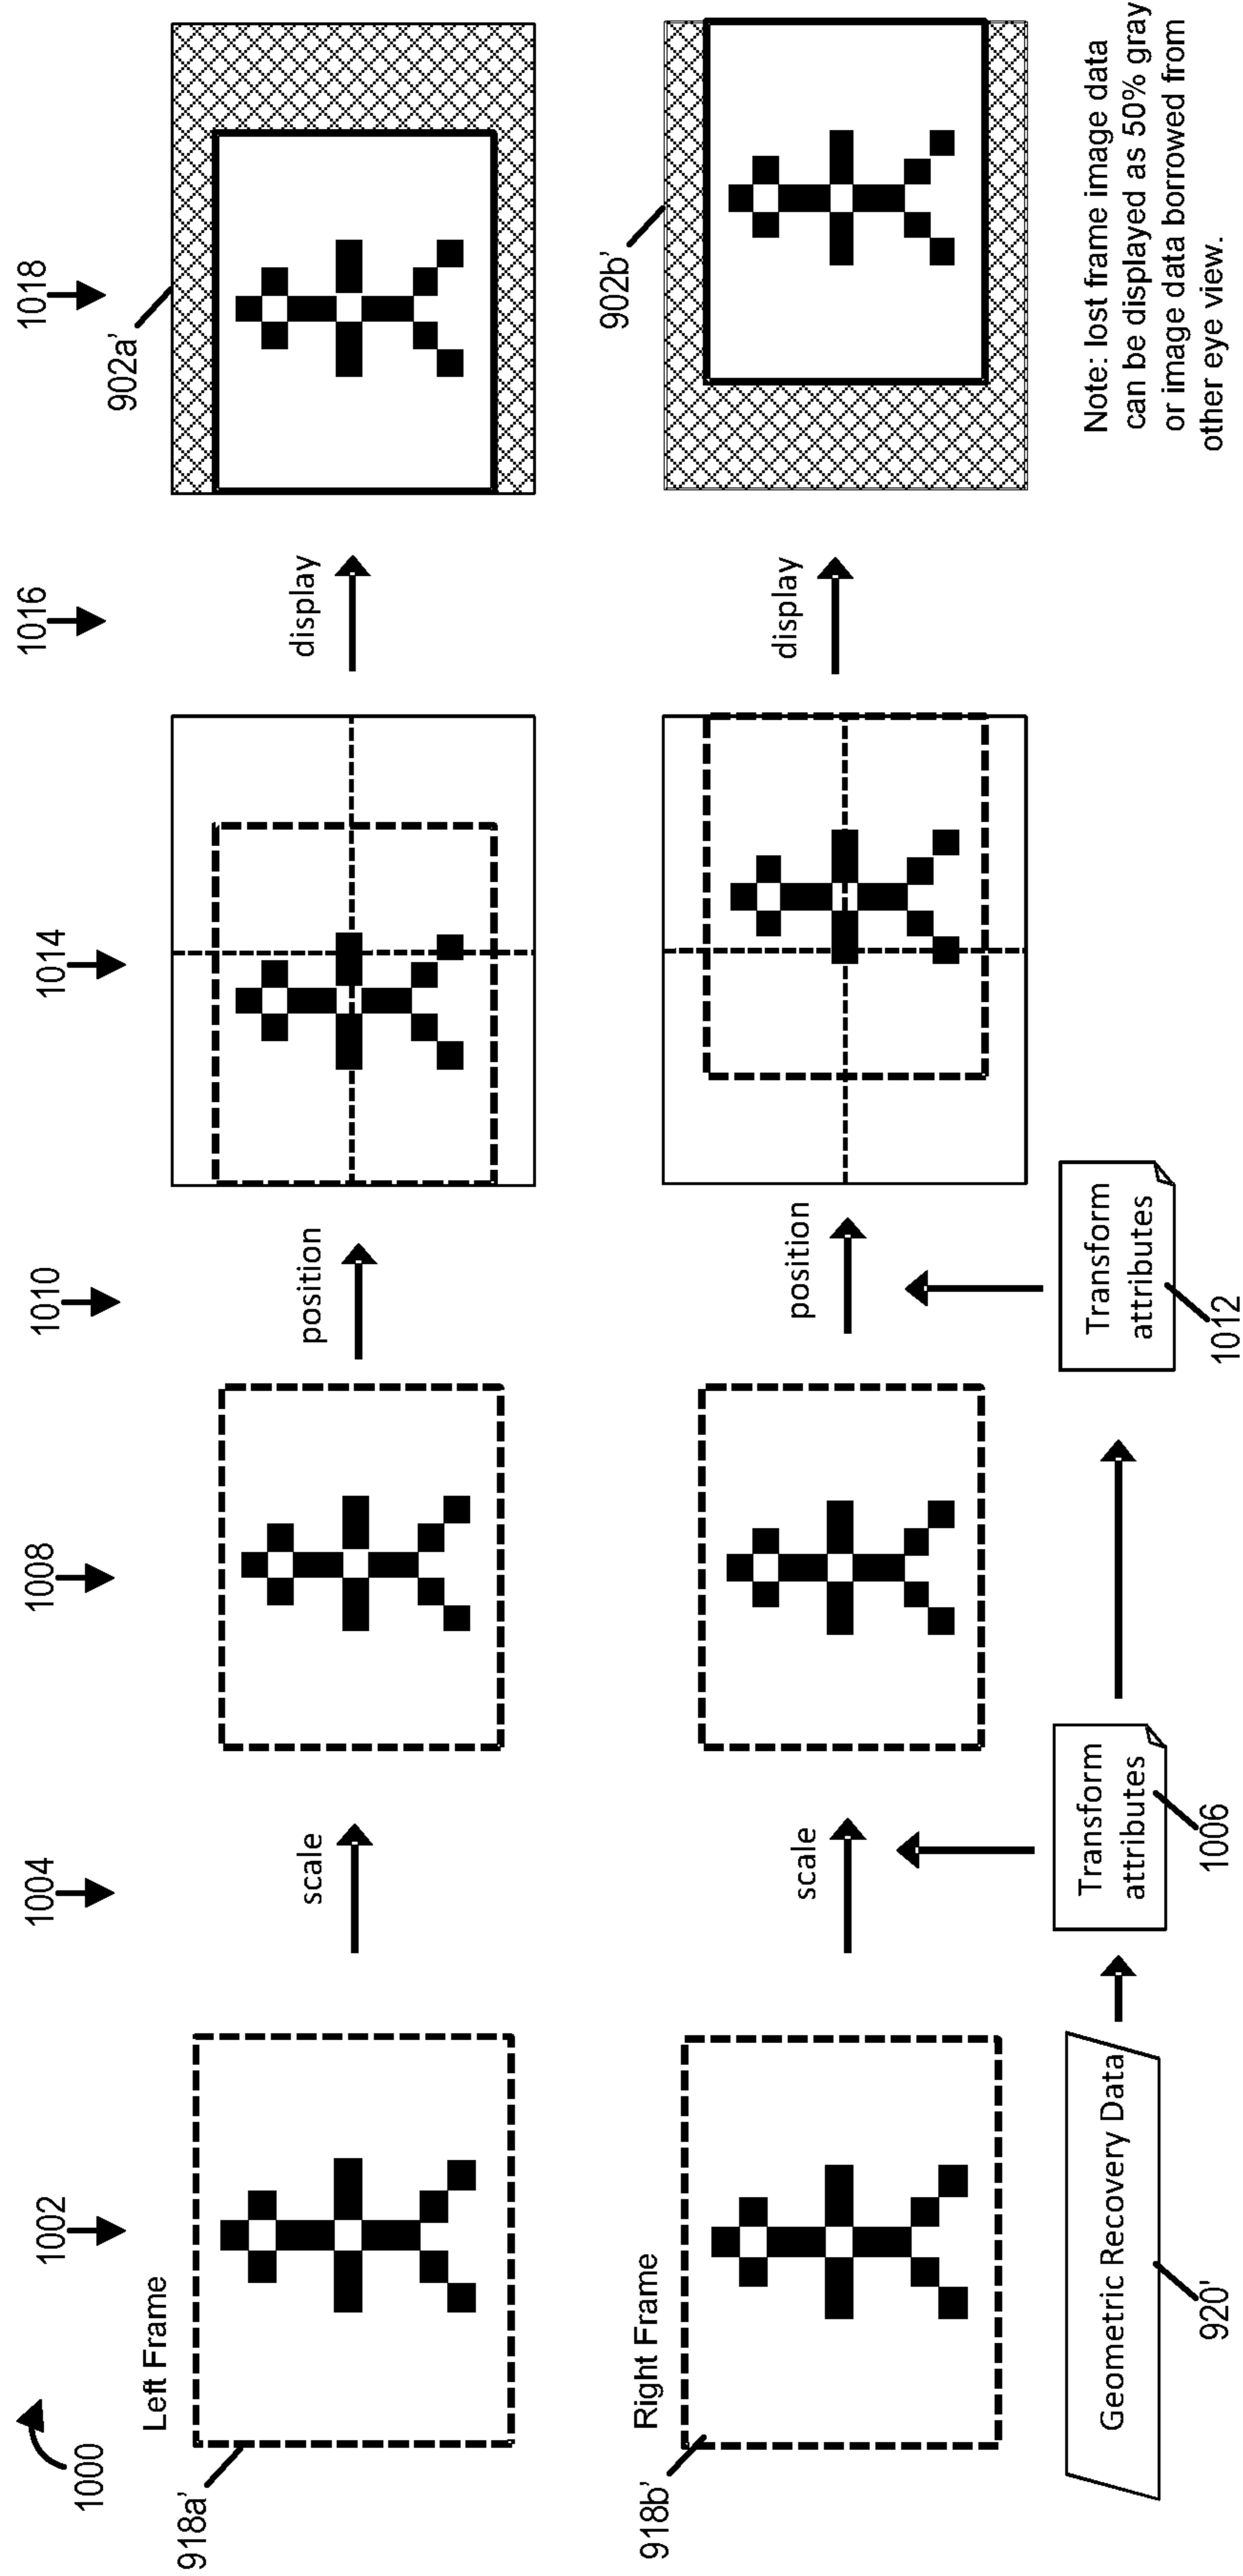 1000
1002
1004
1008
1010
1014
1016
1018
Left Frame
918a'
scale
position
display
902a'
Right Frame
918b'
scale
position
display
902b'
Geometric Recovery Data
920'
Transform
attributes
1006
Transform
attributes
1012
Note: lost frame image data
can be displayed as 50% gray
or image data borrowed from
other eye view.